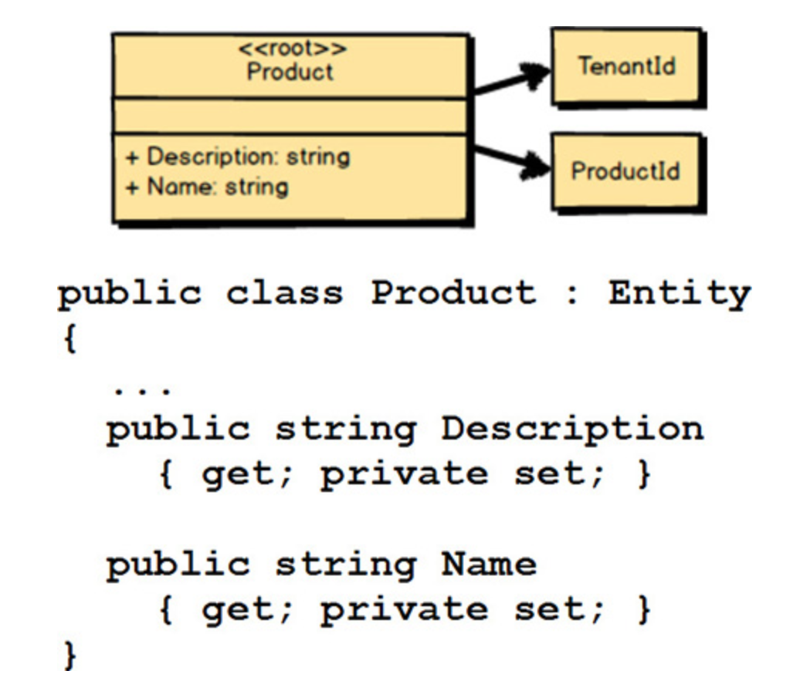 <<root>>
Product
TenantId
+ Description: string
+ Name: string
ProductId
public class Product : Entity
{
...
public string Description
{ get; private set; }
public string Name
{ get; private set; }
}